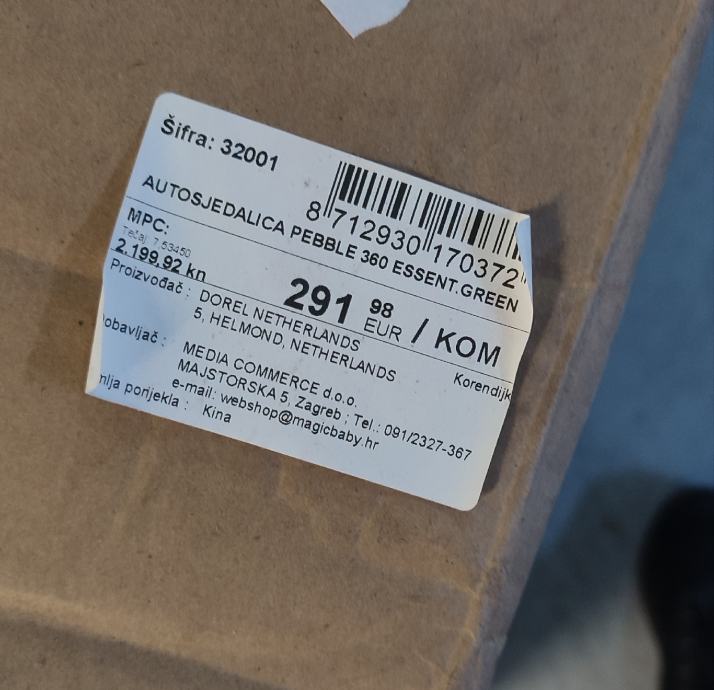 Šifra: 32001
8 712930 170372
AUTOSJEDALICA PEBBLE 360 ESSENT.GREEN
MPC:
Tečaj: 7,53450
2.199,92 kn
291 98 EUR / KOM
Proizvođač : DOREL NETHERLANDS Korendijk
5, HELMOND, NETHERLANDS
obavljač : MEDIA COMMERCE d.o.o.
MAJSTORSKA 5, Zagreb ; Tel.: 091/2327-367
e-mail: webshop@magicbaby.hr
mlja porijekla : Kina